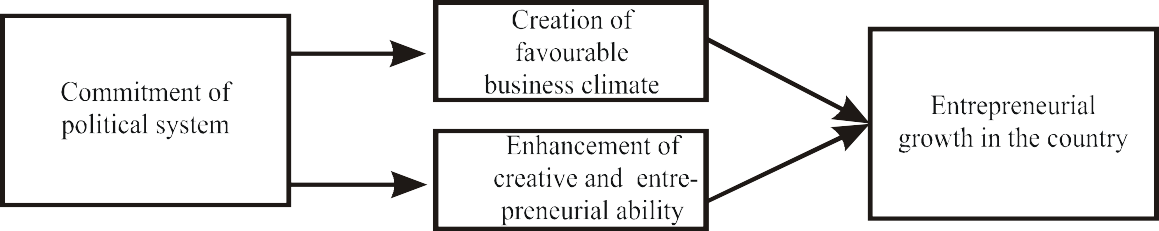 Commitment of
political system
Creation of
favourable
business climate
Enhancement of
creative and entre-
preneurial ability
Entrepreneurial
growth in the country